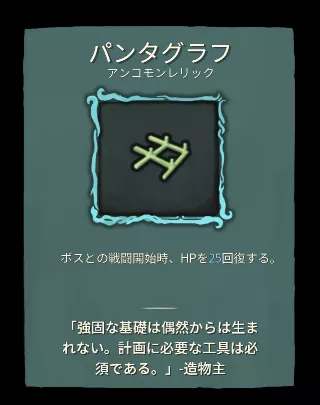 パンタグラフ
アンコモンレリック
ボスとの戦闘開始時、HPを25回復する。
「強固な基礎は偶然からは生ま
れない。計画に必要な工具は必
須である。」-造物主